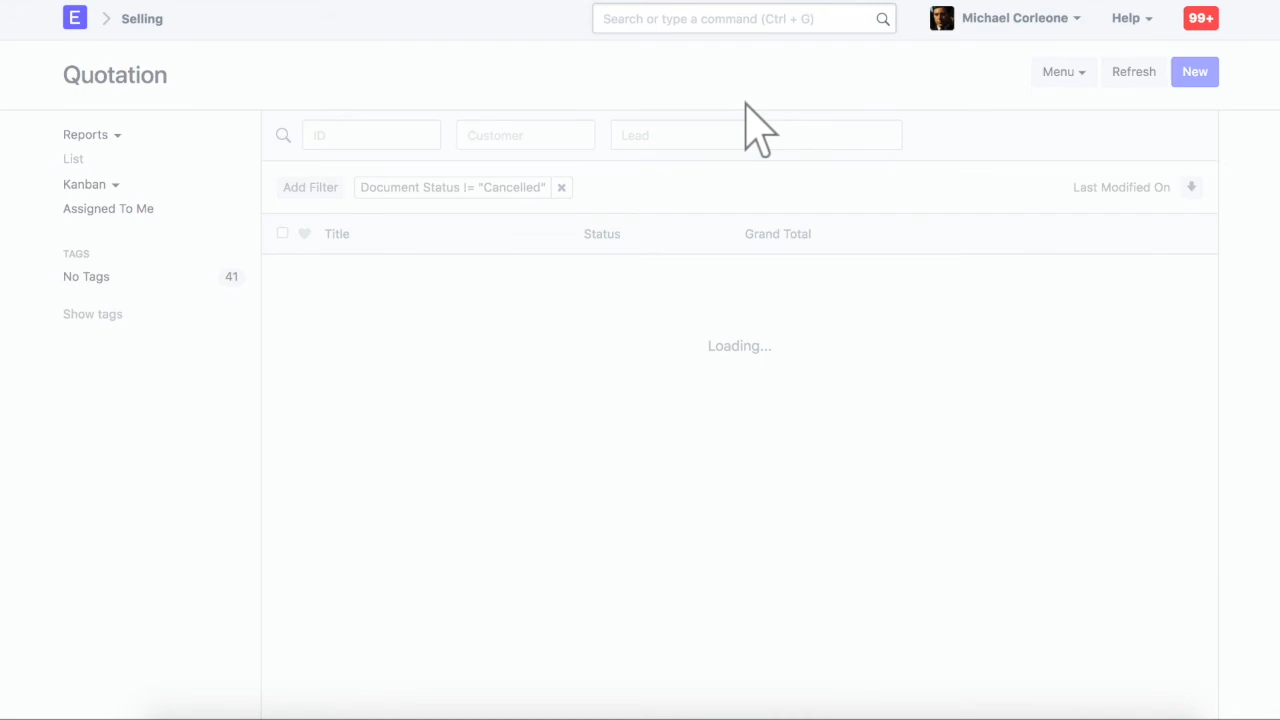 E Selling Search or type a command (Ctrl + G) Michael Corleone Help 99+
Quotation Menu Refresh New
Reports ID Customer Lead
List
Kanban Add Filter Document Status != "Cancelled" Last Modified On
Assigned To Me
Title Status Grand Total
TAGS
No Tags 41
Show tags
Loading...